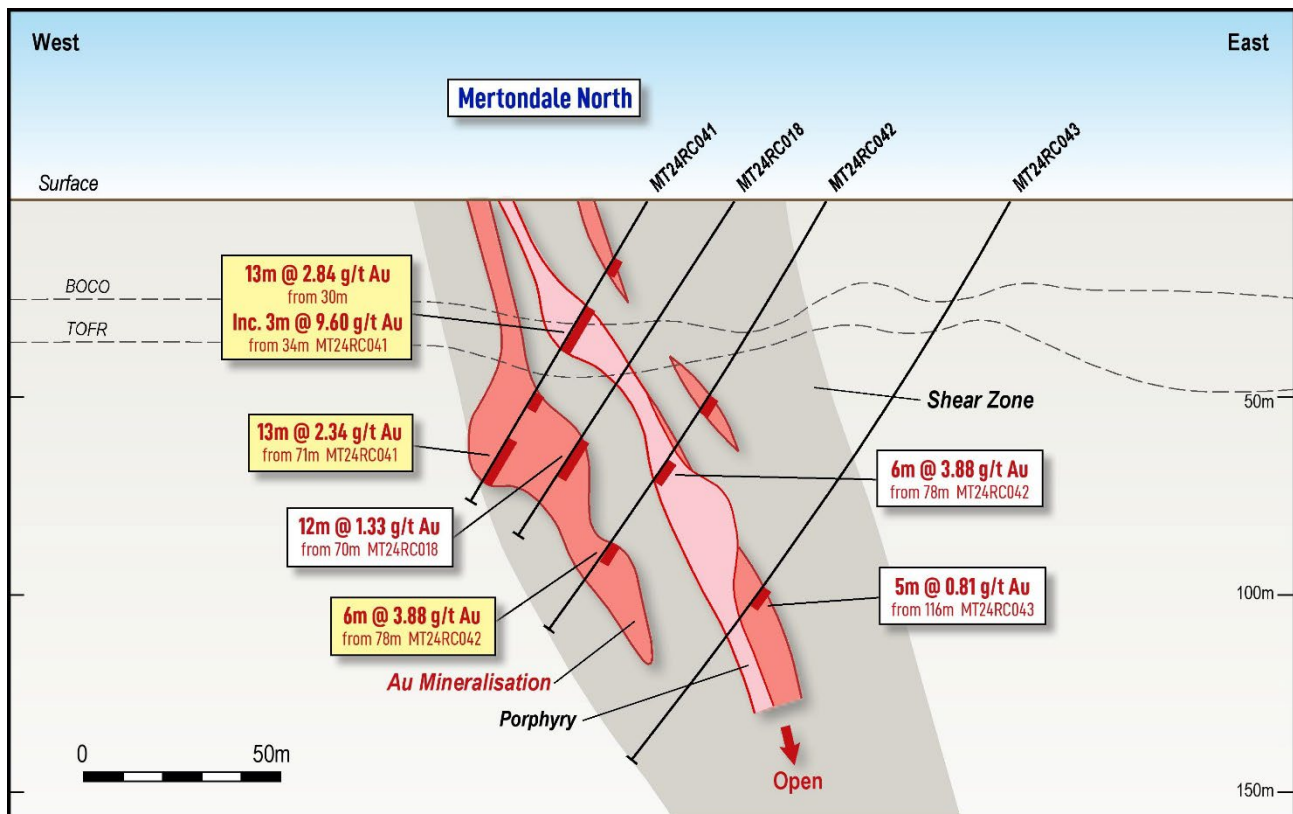 West
East
Mertondale North
MT24RC041
MT24RC018
MT24RC042
MT24RC043
Surface
13m @ 2.84 g/t Au
from 30m
Inc. 3m @ 9.60 g/t Au
from 34m MT24RC041
BOCO
TOFR
Shear Zone
50m
13m @ 2.34 g/t Au
from 71m MT24RC041
6m @ 3.88 g/t Au
from 78m MT24RC042
12m @ 1.33 g/t Au
from 70m MT24RC018
5m @ 0.81 g/t Au
from 116m MT24RC043
100m
6m @ 3.88 g/t Au
from 78m MT24RC042
Au Mineralisation
Porphyry
0
50m
Open
150m